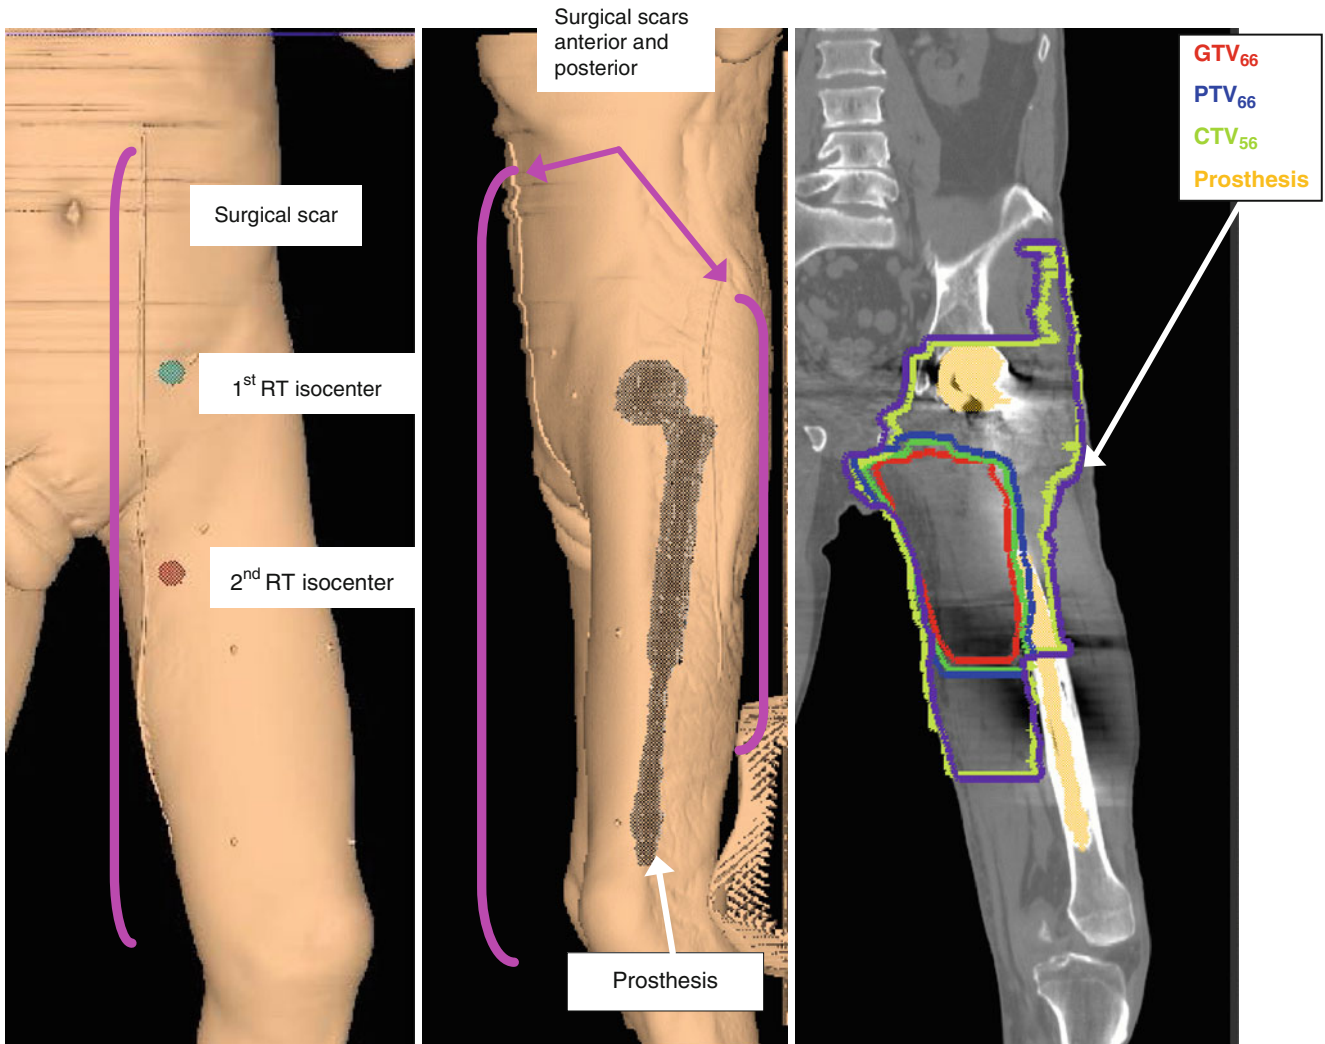 Surgical scars
anterior and
posterior
Surgical scar
1st RT isocenter
2nd RT isocenter
Prosthesis
GTV66
PTV66
CTV56
Prosthesis